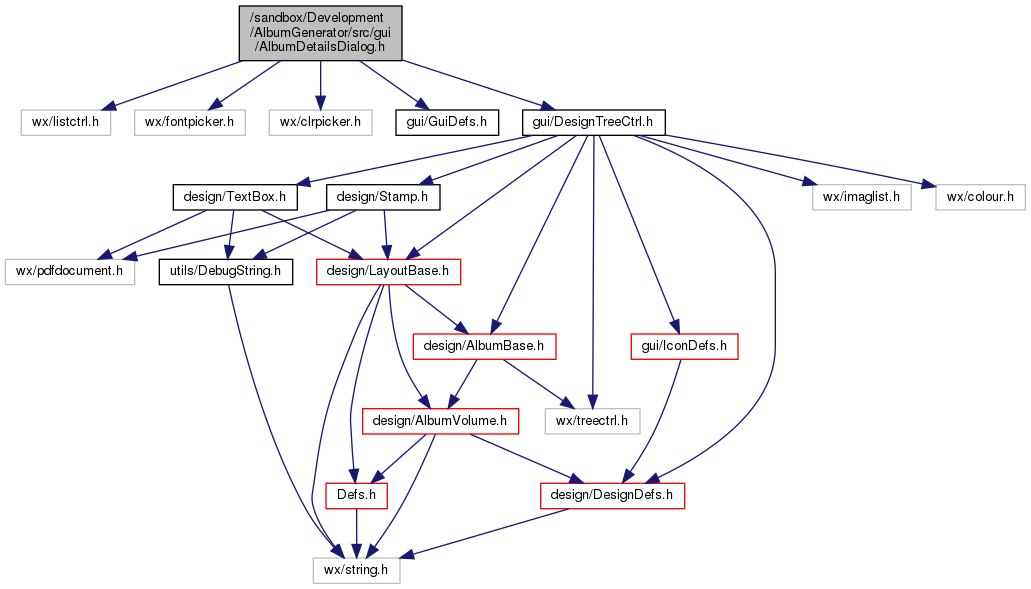 /sandbox/Development
/AlbumGenerator/src/gui
/AlbumDetailsDialog.h
wx/listctrl.h
wx/fontpicker.h
wx/clrpicker.h
gui/GuiDefs.h
gui/DesignTreeCtrl.h
design/TextBox.h
design/Stamp.h
wx/imaglist.h
wx/colour.h
wx/pdfdocument.h
utils/DebugString.h
design/LayoutBase.h
design/AlbumBase.h
gui/IconDefs.h
design/AlbumVolume.h
wx/treectrl.h
Defs.h
design/DesignDefs.h
wx/string.h